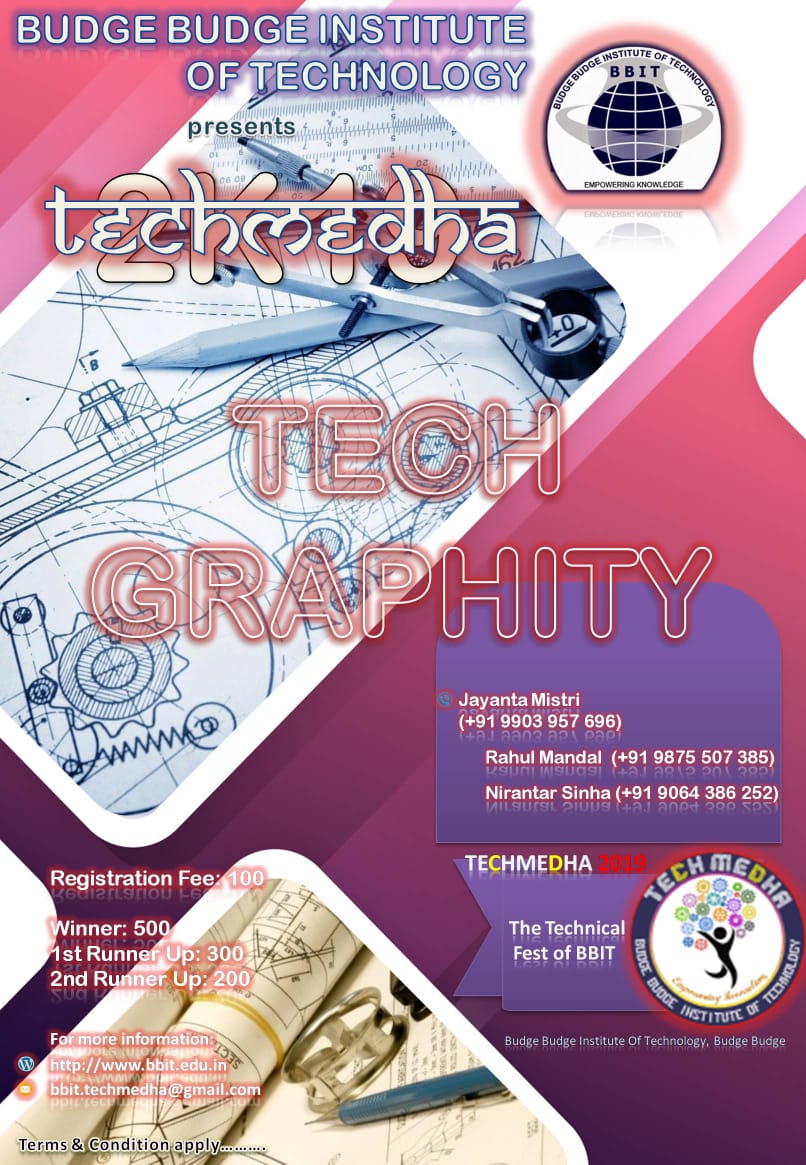 BUDGE BUDGE INSTITUTE
OF TECHNOLOGY
BUDGE BUDGE INSTITUTE OF TECHNOLOGY
BBIT
EMPOWERING KNOWLEDGE
presents
TECHMEDHA
2K19
TECH
GRAPHITY
Jayanta Mistri
(+91 9903 957 696)
Rahul Mandal (+91 9875 507 385)
Nirantar Sinha (+91 9064 386 252)
TECHMEDHA 2019
The Technical
Fest of BBIT
TECH MEDHA
Empowering Innovation
BUDGE BUDGE INSTITUTE OF TECHNOLOGY
Budge Budge Institute Of Technology, Budge Budge
Registration Fee: 100
Winner: 500
1st Runner Up: 300
2nd Runner Up: 200
For more information:
http://www.bbit.edu.in
bbit.techmedha@gmail.com
Terms & Condition apply..........